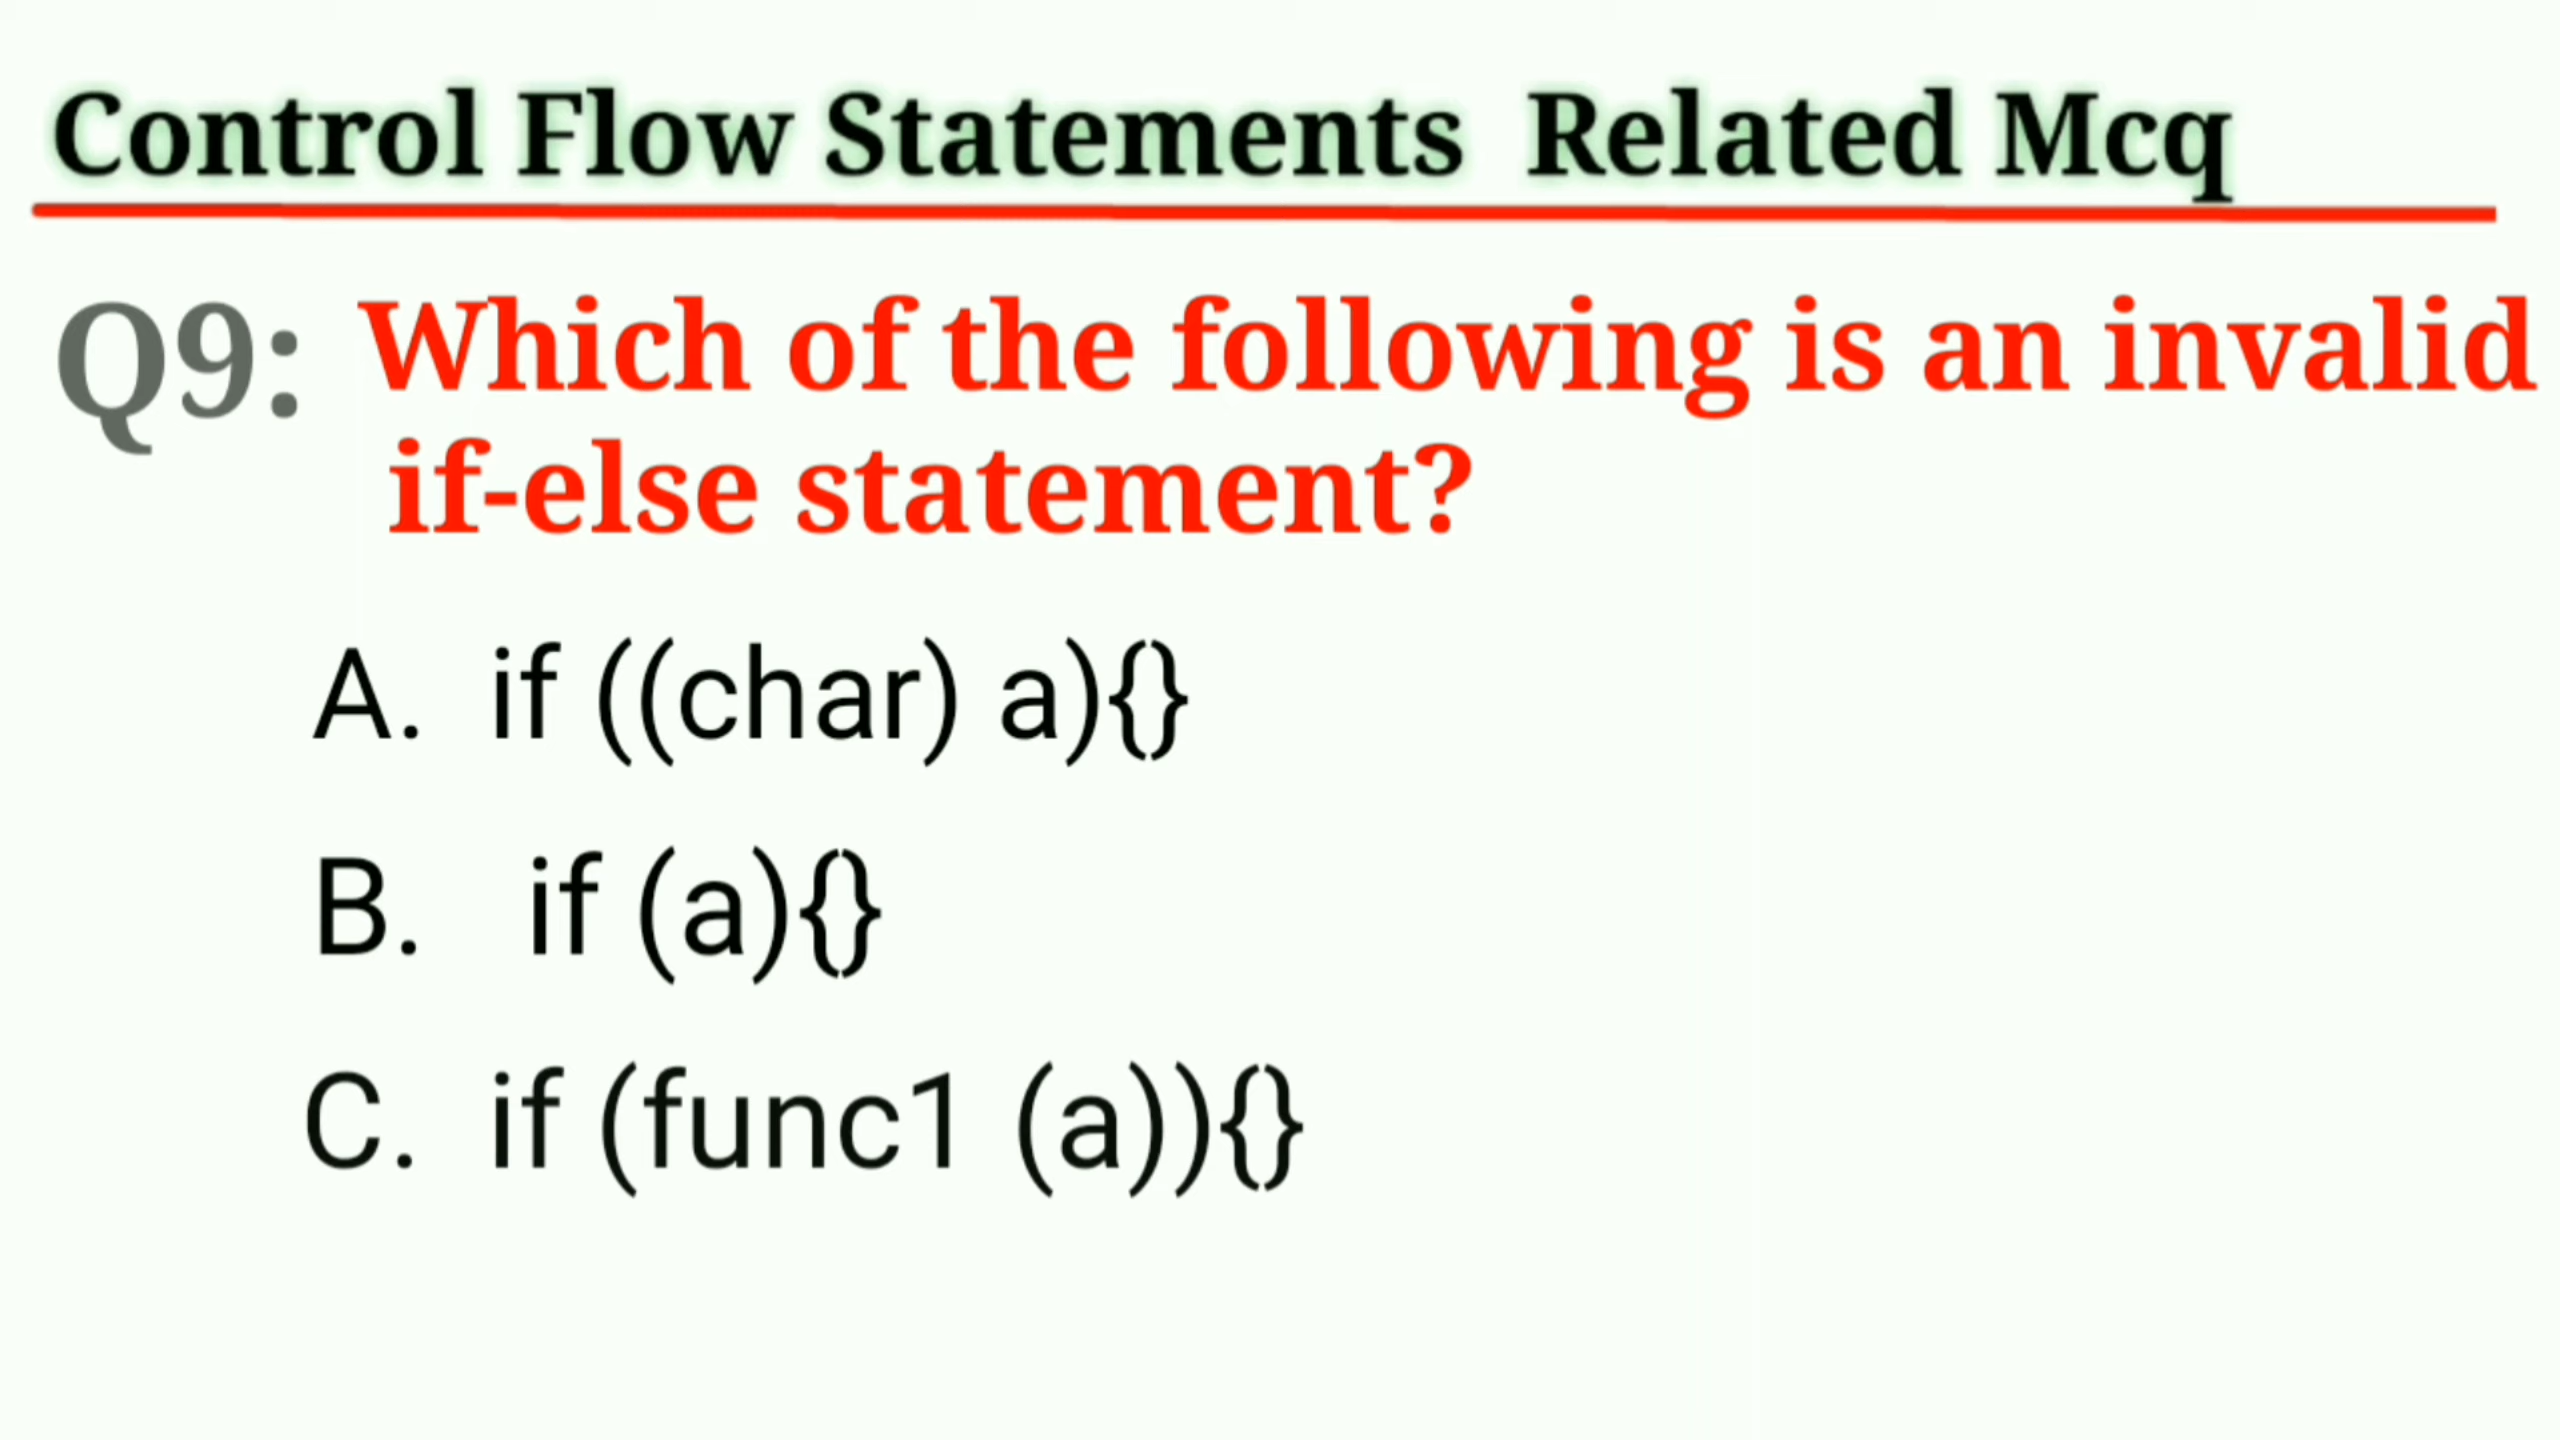 Control Flow Statements Related Mcq
Q9: Which of the following is an invalid
if-else statement?
A. if ((char) a){}
B. if (a){}
C. if (func1 (a)){}